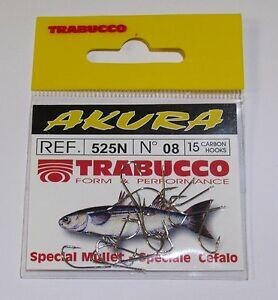 TRABUCCO
AKURA
REF. 525N N° 08 15 CARBON HOOKS
TRABUCCO
FORM & PERFORMANCE
Special Mullet - Speciale Cefalo